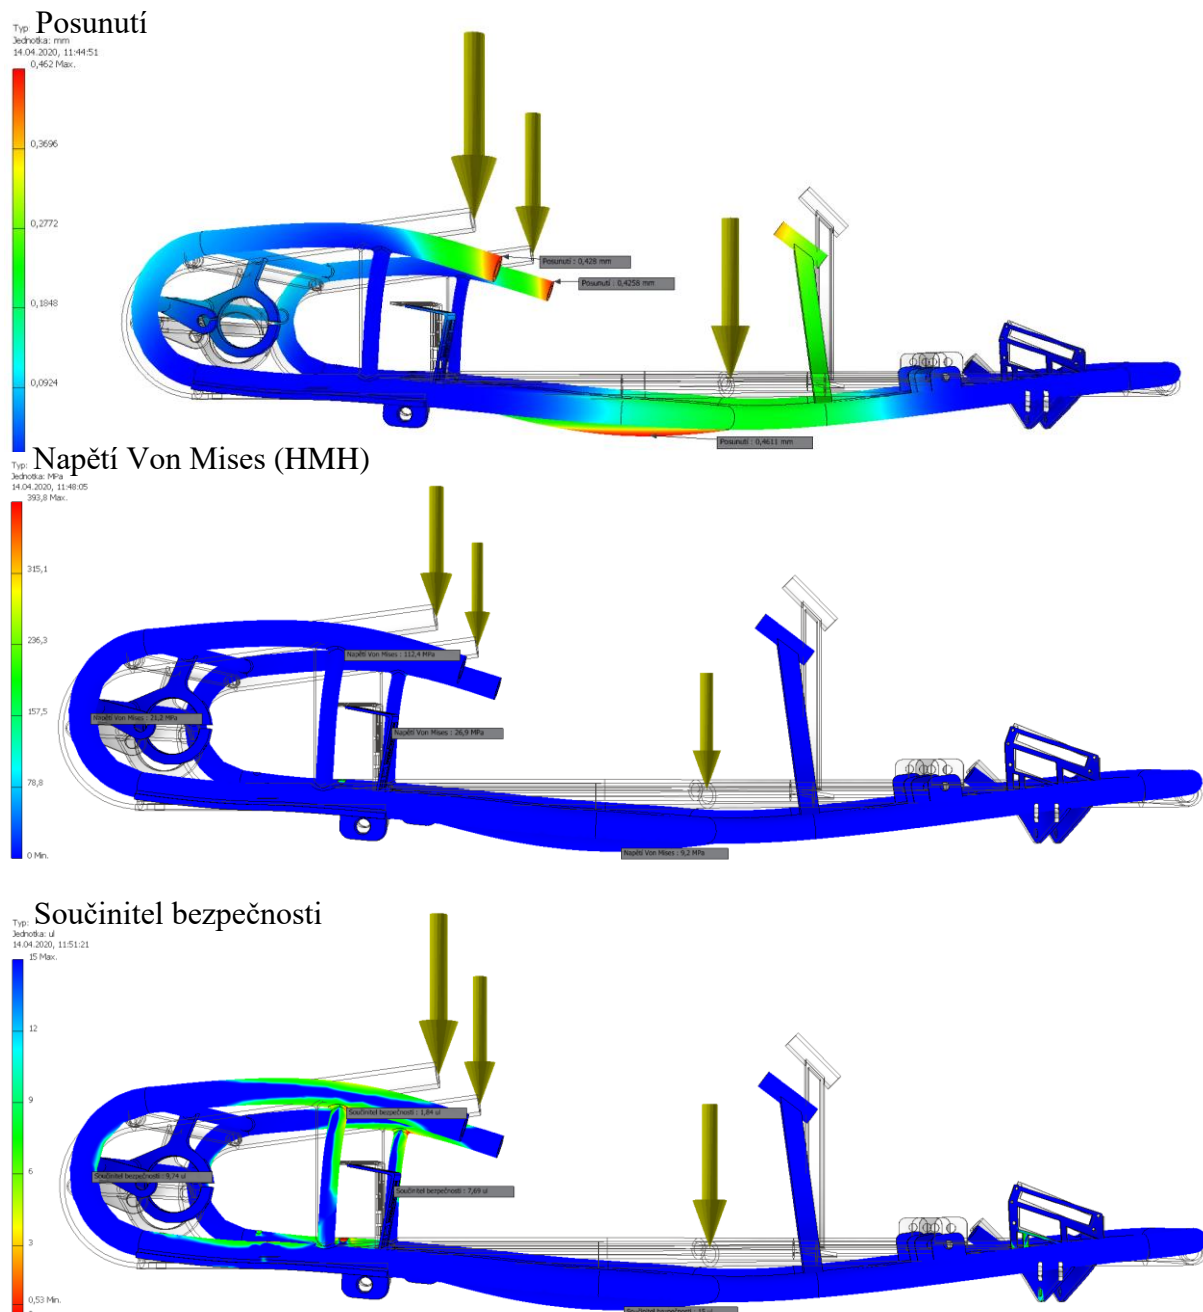 Typ: Posunutí
Jednotka: mm
14.04.2020, 11:44:51
0,462 Max.
0,3696
0,2772
0,1848
0,0924
Posunutí : 0,428 mm
Posunutí : 0,4258 mm
Posunutí : 0,4611 mm
Typ: Napětí Von Mises (HMH)
Jednotka: MPa
14.04.2020, 11:48:05
393,8 Max.
315,1
236,3
157,5
78,8
0 Min.
Napětí Von Mises : 112,4 MPa
Napětí Von Mises : 21,2 MPa
Napětí Von Mises : 26,9 MPa
Napětí Von Mises : 9,2 MPa
Typ: Součinitel bezpečnosti
Jednotka: ul
14.04.2020, 11:51:21
15 Max.
12
9
6
3
0,53 Min.
Součinitel bezpečnosti : 1,84 ul
Součinitel bezpečnosti : 9,74 ul
Součinitel bezpečnosti : 7,69 ul
Součinitel bezpečnosti : 15 ul